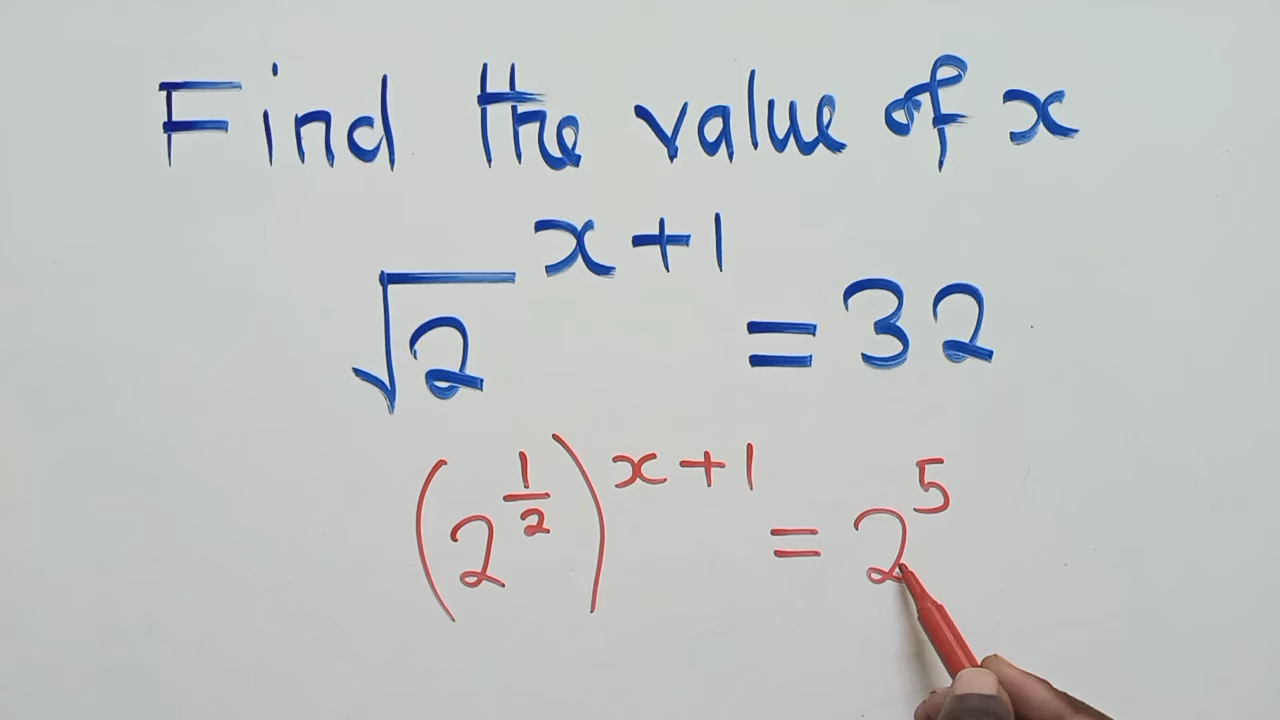 Find the value of x
√2^(x+1) = 32
(2^(1/2))^(x+1) = 2^5